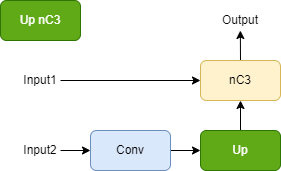 Up nC3
Output
Input1
nC3
Input2
Conv
Up